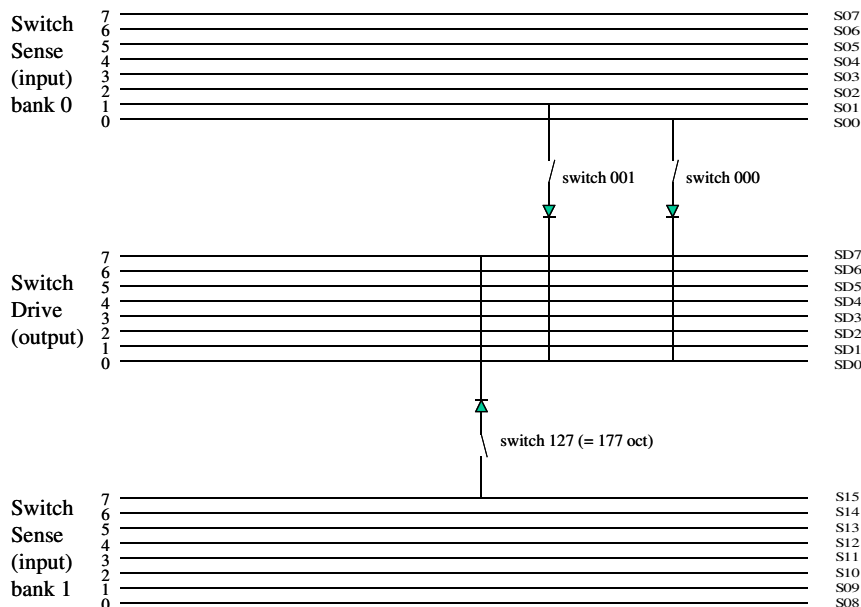 Switch
Sense
(input)
bank 0
7
6
5
4
3
2
1
0
S07
S06
S05
S04
S03
S02
S01
S00
switch 001
switch 000
Switch
Drive
(output)
7
6
5
4
3
2
1
0
SD7
SD6
SD5
SD4
SD3
SD2
SD1
SD0
switch 127 (= 177 oct)
Switch
Sense
(input)
bank 1
7
6
5
4
3
2
1
0
S15
S14
S13
S12
S11
S10
S09
S08